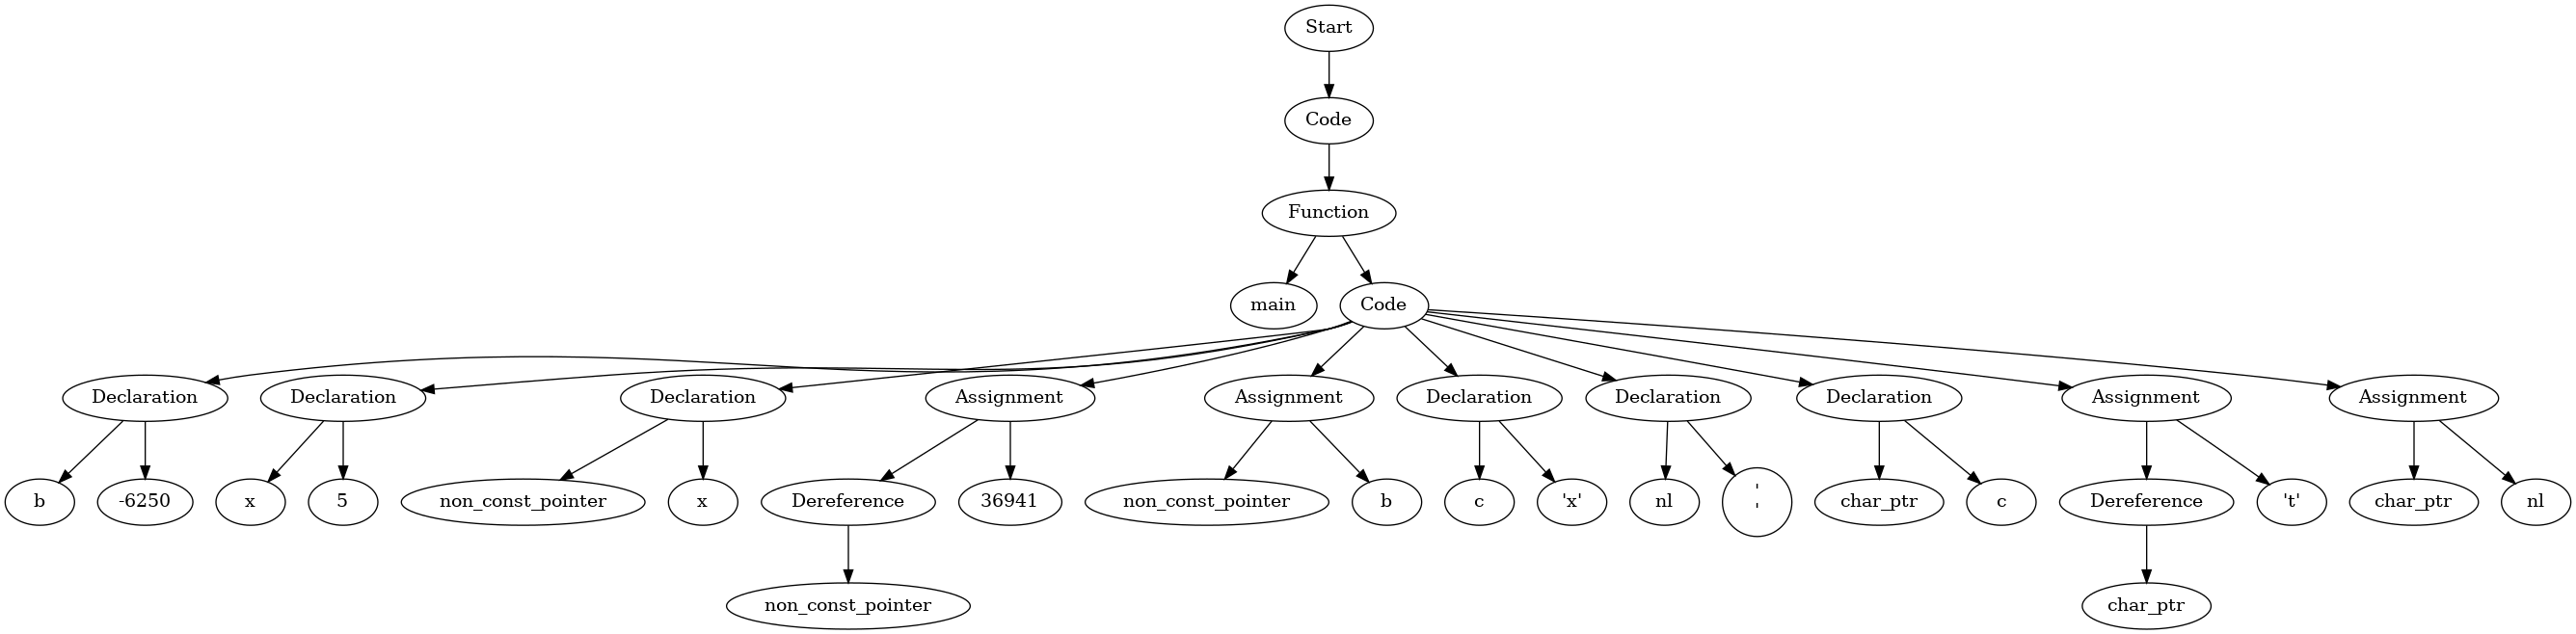 Start
Code
Function
main
Code
Declaration
Declaration
Declaration
Assignment
Assignment
Declaration
Declaration
Declaration
Assignment
Assignment
b
-6250
x
5
non_const_pointer
x
Dereference
36941
non_const_pointer
b
c
'x'
nl
'
'
char_ptr
c
Dereference
't'
char_ptr
nl
non_const_pointer
char_ptr